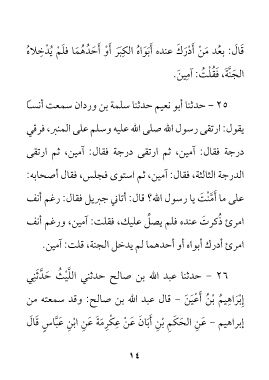 قَالَ: بعُد مَنْ أَدْرَكَ عنده أَبَوَاهُ الكِبَرَ أَوْ أَحَدُهُمَا فَلَمْ يُدْخِلاهُ
الجَنَّةَ، فَقُلْتُ: آمِينَ.
٢٥ - حدثنا أبو نعيم حدثنا سلمة بن وردان سمعت أنسًا
يقول: ارتقى رسول الله صلى الله عليه وسلم على المنبر، فرقي
درجة فقال: آمين، ثم ارتقى درجة فقال: آمين، ثم ارتقى
الدرجة الثالثة، فقال: آمين، ثم استوى فجلس، فقال أصحابه:
على ما أَمَّنْتَ يا رسول الله؟ قال: أتاني جبريل فقال: رغم أنف
امرئ ذُكرتَ عنده فلم يصلِّ عليك، فقلت: آمين، ورغم أنف
امرئ أدرك أبواه أو أحدهما لم يدخل الجنة، قلت: آمين.
٢٦ - حدثنا عبد الله بن صالح حدثني اللَّيْثُ حَدَّثَنِي
إِبْرَاهِيمُ بْنُ أَعْيَنَ - قال عبد الله بن صالح: وقد سمعته من
إبراهيم - عَنِ الحَكَمِ بْنِ أَبَانَ عَنْ عِكْرِمَةَ عَنِ ابْنِ عَبَّاسٍ قَالَ
١٤